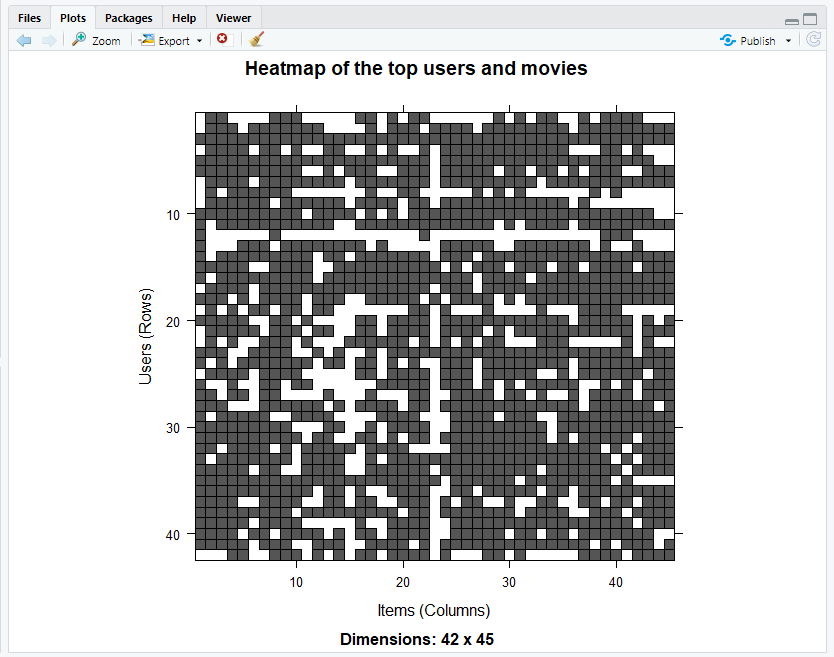 Files Plots Packages Help Viewer
Zoom Export Publish
Heatmap of the top users and movies
10
20
30
40
Users (Rows)
10 20 30 40
Items (Columns)
Dimensions: 42 x 45